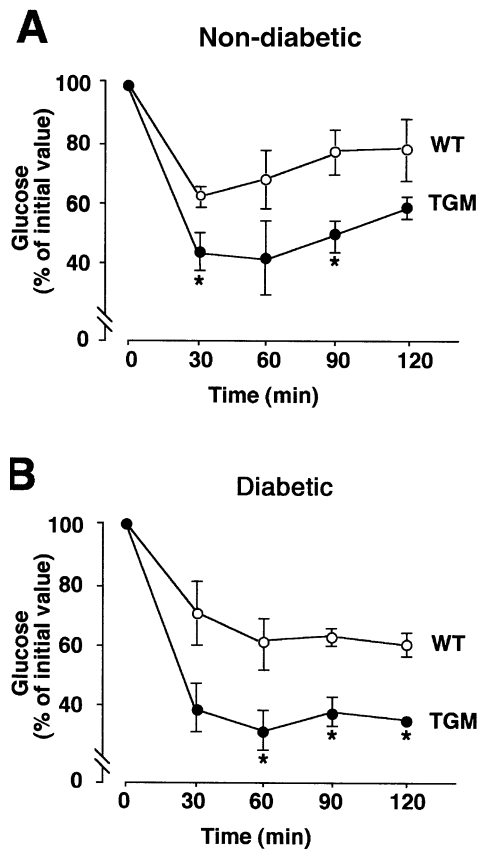 A
Non-diabetic
Glucose
(% of initial value)
100
80
60
40
0
WT
TGM
*
*
0 30 60 90 120
Time (min)
B
Diabetic
Glucose
(% of initial value)
100
80
60
40
0
WT
TGM
*
*
*
0 30 60 90 120
Time (min)